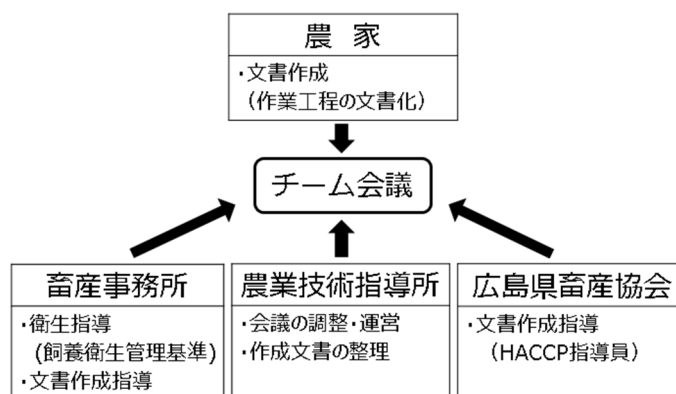 農 家
・文書作成
（作業工程の文書化）
チーム会議
畜産事務所
・衛生指導
(飼養衛生管理基準)
・文書作成指導
農業技術指導所
・会議の調整・運営
・作成文書の整理
広島県畜産協会
・文書作成指導
（HACCP指導員）